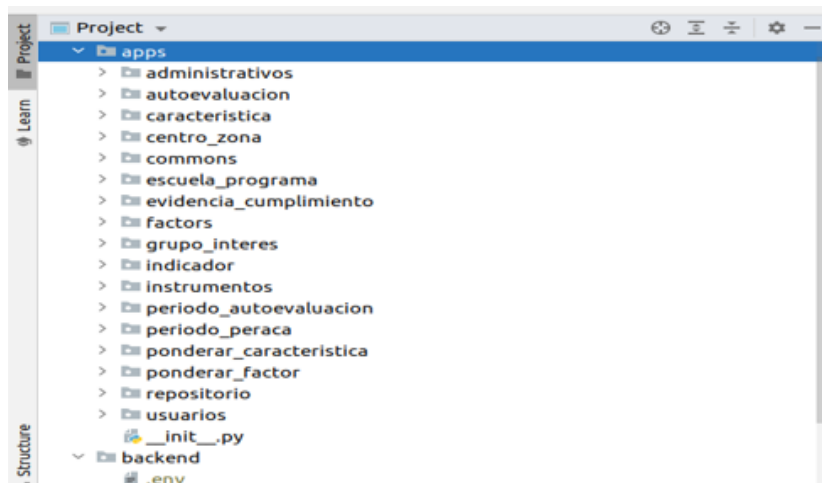 Project
Project
Learn
Structure
apps
administrativos
autoevaluacion
caracteristica
centro_zona
commons
escuela_programa
evidencia_cumplimiento
factors
grupo_interes
indicador
instrumentos
periodo_autoevaluacion
periodo_peraca
ponderar_caracteristica
ponderar_factor
repositorio
usuarios
__init__.py
backend
.env